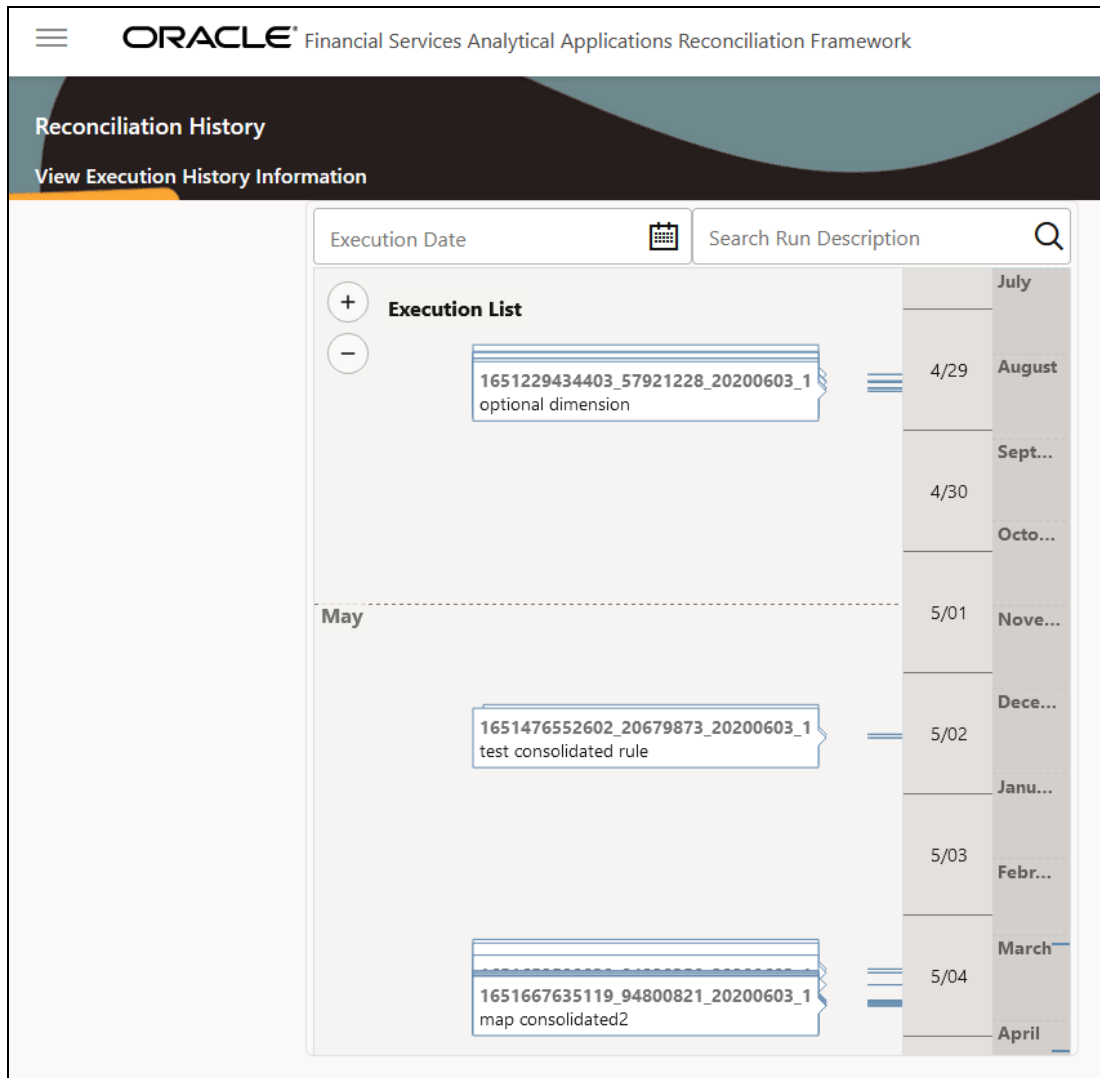 ORACLE Financial Services Analytical Applications Reconciliation Framework
Reconciliation History
View Execution History Information
Execution Date
Search Run Description
July
+ Execution List
−
1651229434403_57921228_20200603_1
optional dimension
4/29
August
Sept...
4/30
Octo...
May
5/01
Nove...
Dece...
1651476552602_20679873_20200603_1
test consolidated rule
5/02
Janu...
5/03
Febr...
March
5/04
1651667635119_94800821_20200603_1
map consolidated2
April